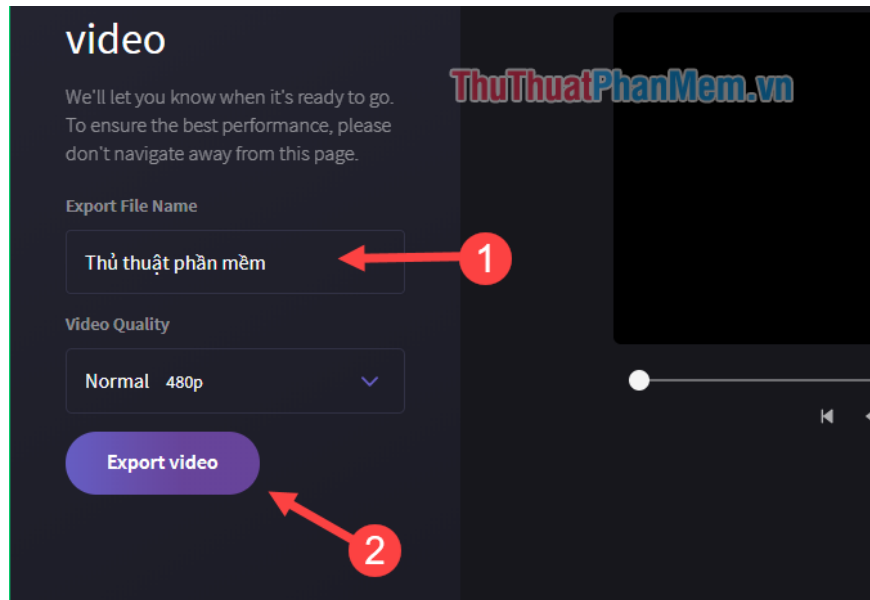 video
ThuThuatPhanMem.vn
We'll let you know when it's ready to go.
To ensure the best performance, please
don't navigate away from this page.
Export File Name
Thủ thuật phần mềm
1
Video Quality
Normal 480p
Export video
2